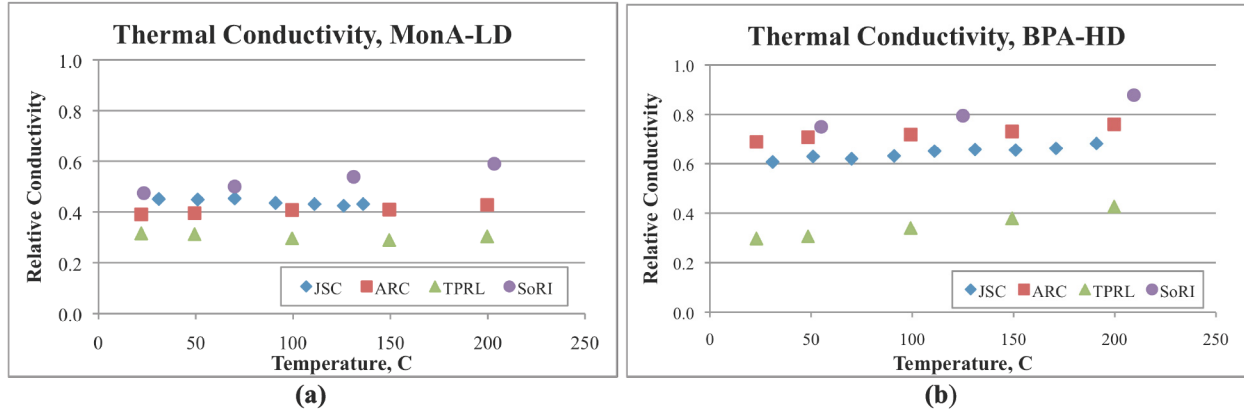 Thermal Conductivity, MonA-LD
1.0
0.8
0.6
0.4
0.2
0.0
Relative Conductivity
JSC ARC TPRL SoRI
0 50 100 150 200 250
Temperature, C
(a)
Thermal Conductivity, BPA-HD
1.0
0.8
0.6
0.4
0.2
0.0
Relative Conductivity
JSC ARC TPRL SoRI
0 50 100 150 200 250
Temperature, C
(b)